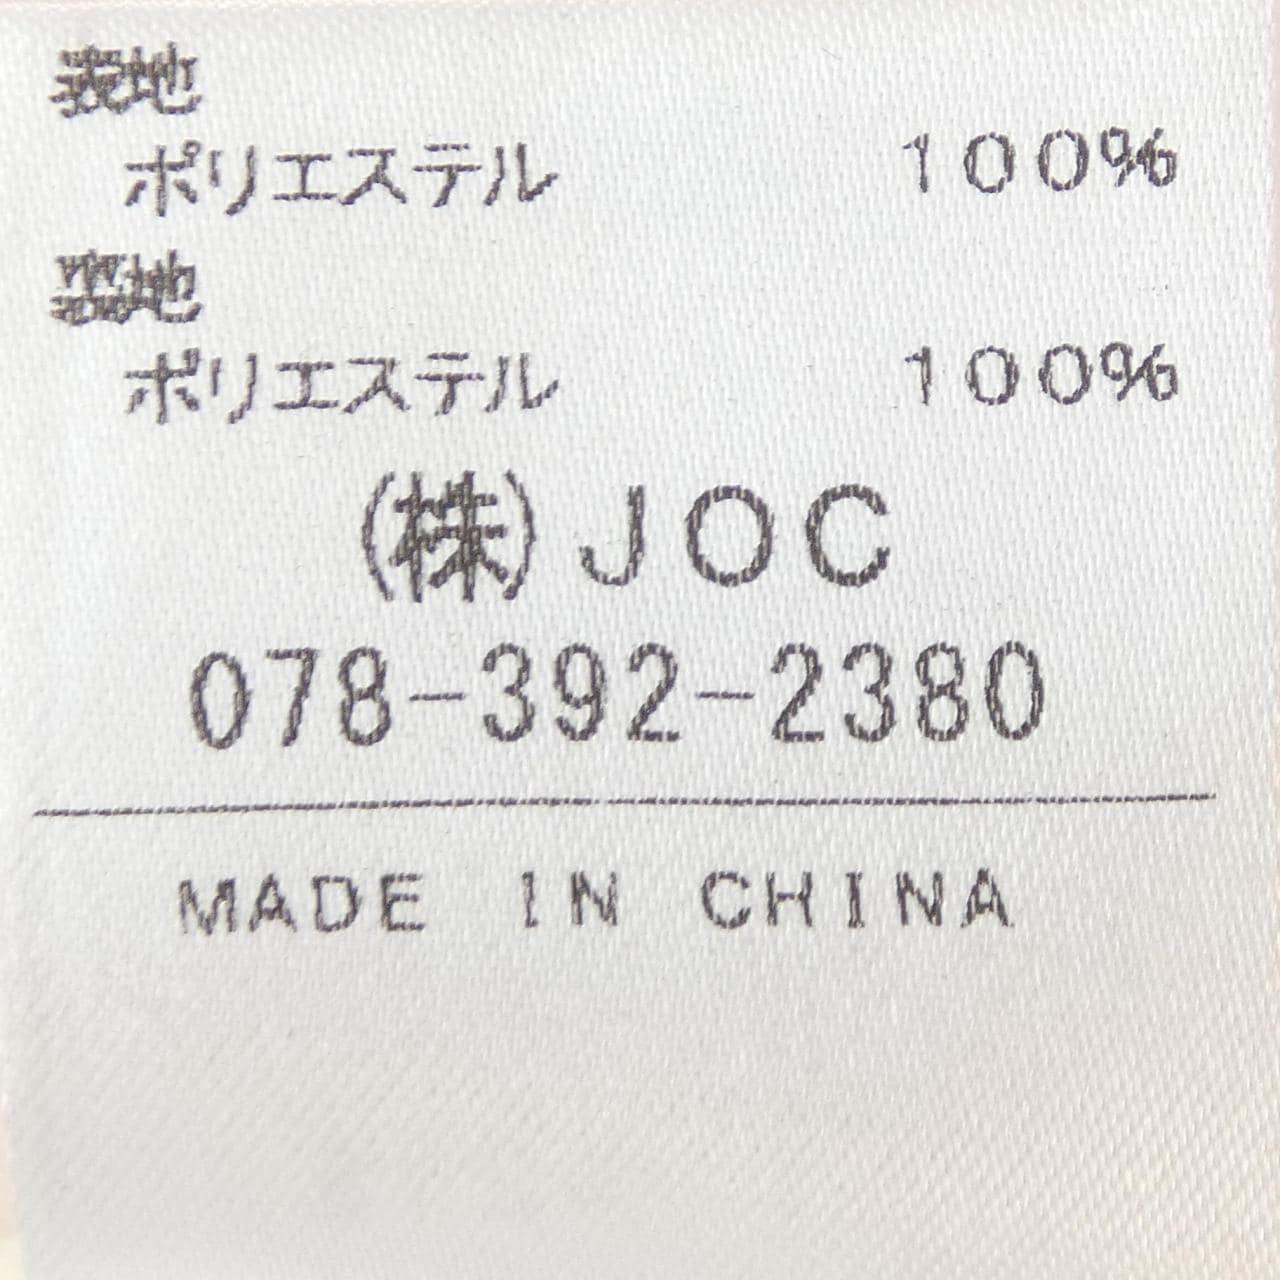 表地
ポリエステル 100%
裏地
ポリエステル 100%
(株)JOC
078-392-2380
MADE IN CHINA